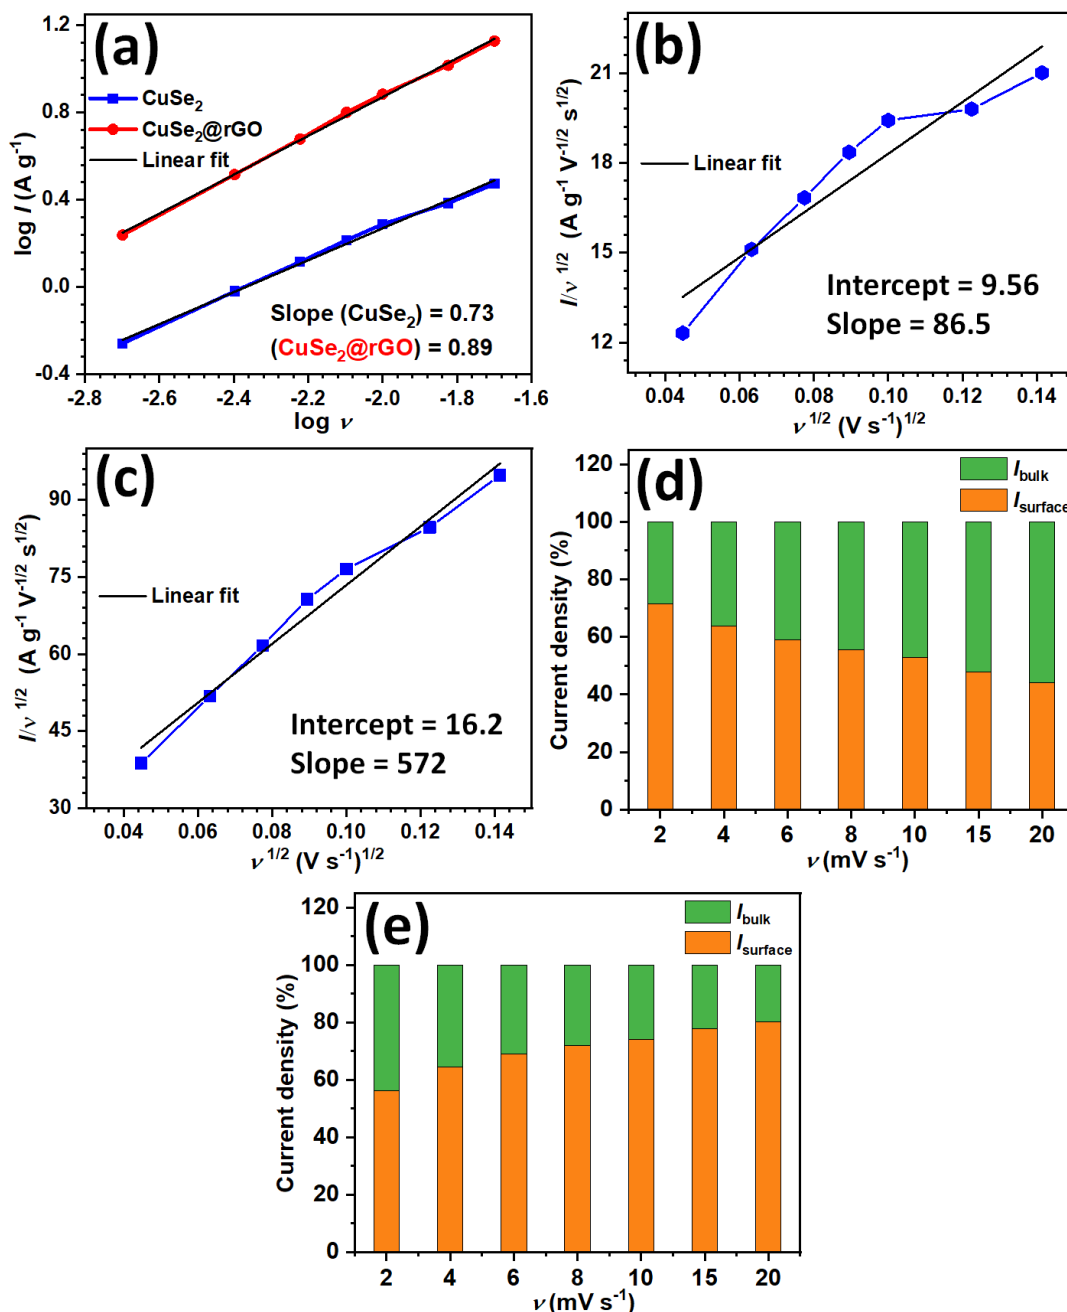 (a)
CuSe2
CuSe2@rGO
Linear fit
Slope (CuSe2) = 0.73
(CuSe2@rGO) = 0.89
1.2
0.8
0.4
0.0
-0.4
log I (A g-1)
-2.8 -2.4 -2.2 -2.0 -1.8 -1.6
log ν
(b)
Linear fit
Intercept = 9.56
Slope = 86.5
21
18
15
12
I/ν 1/2 (A g-1 V-1/2 s1/2)
0.04 0.06 0.08 0.10 0.12 0.14
ν 1/2 (V s-1)1/2
(c)
Linear fit
Intercept = 16.2
Slope = 572
90
75
60
45
30
I/ν 1/2 (A g-1 V-1/2 s1/2)
0.04 0.06 0.08 0.10 0.12 0.14
ν 1/2 (V s-1)1/2
(d)
Ibulk
Isurface
120
100
80
60
40
20
0
Current density (%)
2 4 6 8 10 15 20
ν (mV s-1)
(e)
Ibulk
Isurface
120
100
80
60
40
20
0
Current density (%)
2 4 6 8 10 15 20
ν (mV s-1)